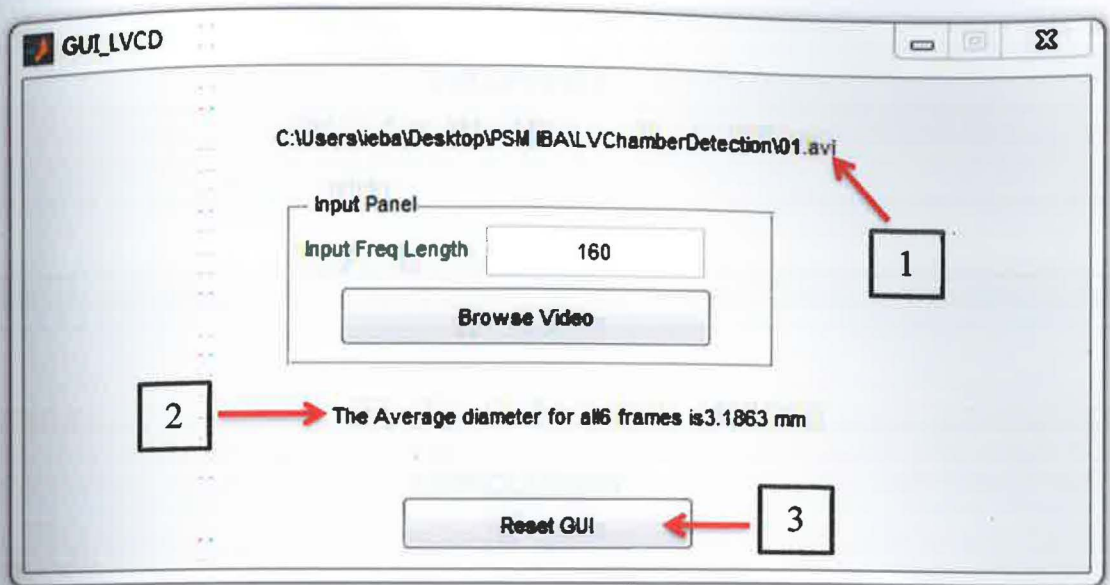 GUI_LVCD
C:\Users\ieba\Desktop\PSM IBA\LVChamberDetection\01.avi
Input Panel
Input Freq Length 160
1
Browse Video
2
The Average diameter for all6 frames is3.1863 mm
Reset GUI
3